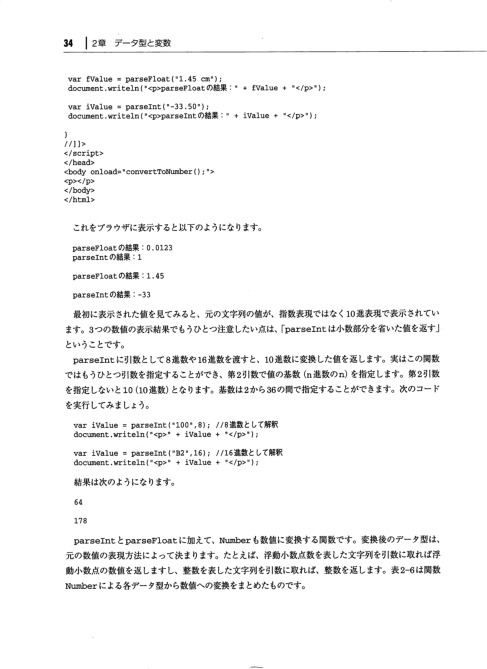 34 | 2章 データ型と変数
var fValue = parseFloat("1.45 cm");
document.writeln("<p>parseFloatの結果：" + fValue + "</p>");
var iValue = parseInt("-33.50");
document.writeln("<p>parseIntの結果：" + iValue + "</p>");
}
//]]>
</script>
</head>
<body onload="convertToNumber();">
<p></p>
</body>
</html>
これをブラウザに表示すると以下のようになります。
parseFloatの結果：0.0123
parseIntの結果：1
parseFloatの結果：1.45
parseIntの結果：-33
最初に表示された値を見てみると、元の文字列の値が、指数表現ではなく10進表現で表示されてい
ます。3つの数値の表示結果でもうひとつ注意したい点は、「parseIntは小数部分を省いた値を返す」
ということです。
parseIntに引数として8進数や16進数を渡すと、10進数に変換した値を返します。実はこの関数
ではもうひとつ引数を指定することができ、第2引数で値の基数（n進数のn）を指定します。第2引数
を指定しないと10（10進数）となります。基数は2から36の間で指定することができます。次のコード
を実行してみましょう。
var iValue = parseInt("100",8); //8進数として解釈
document.writeln("<p>" + iValue + "</p>");
var iValue = parseInt("B2",16); //16進数として解釈
document.writeln("<p>" + iValue + "</p>");
結果は次のようになります。
64
178
parseIntとparseFloatに加えて、Numberも数値に変換する関数です。変換後のデータ型は、
元の数値の表現方法によって決まります。たとえば、浮動小数点数を表した文字列を引数に取れば浮
動小数点の数値を返しますし、整数を表した文字列を引数に取れば、整数を返します。表2-6は関数
Numberによる各データ型から数値への変換をまとめたものです。